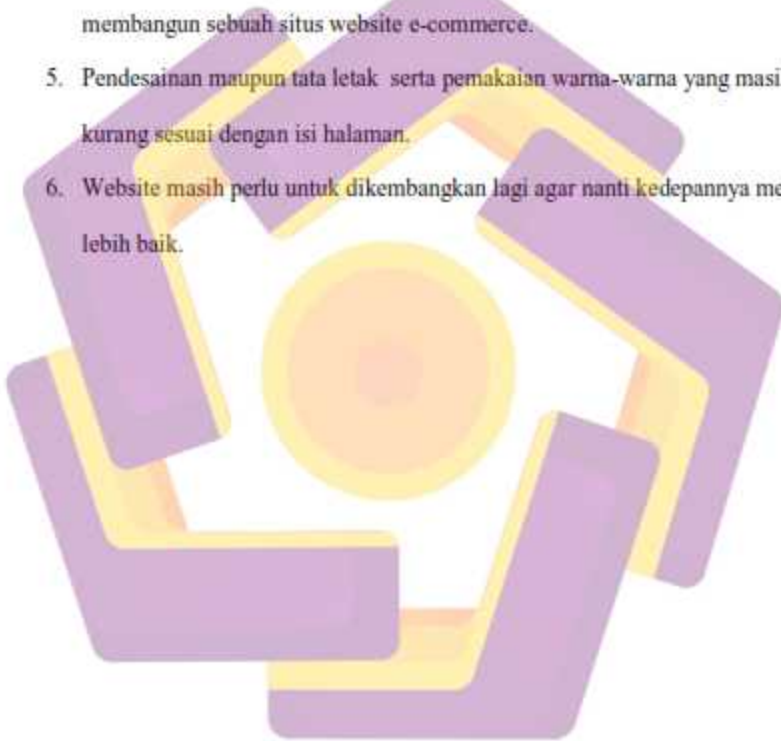 membangun sebuah situs website e-commerce.
5. Pendesainan maupun tata letak serta pemakaian warna-warna yang masi
kurang sesuai dengan isi halaman.
6. Website masih perlu untuk dikembangkan lagi agar nanti kedepannya me
lebih baik.